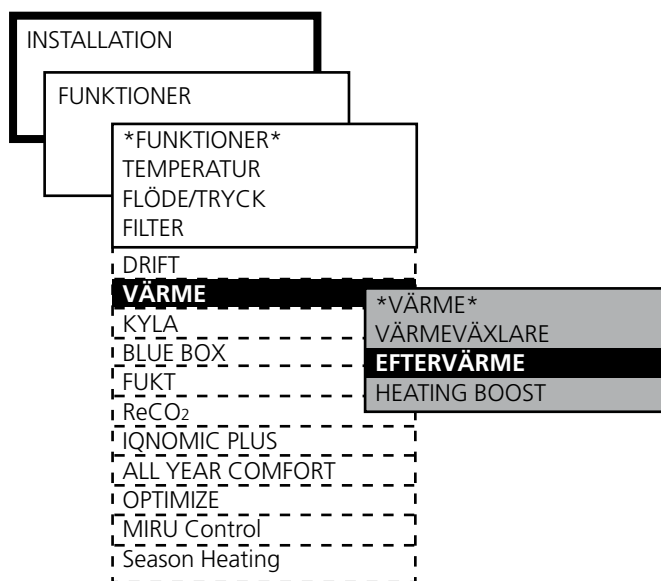 INSTALLATION
FUNKTIONER
*FUNKTIONER*
TEMPERATUR
FLÖDE/TRYCK
FILTER
DRIFT
VÄRME
KYLA
BLUE BOX
FUKT
ReCO₂
IQNOMIC PLUS
ALL YEAR COMFORT
OPTIMIZE
MIRU Control
Season Heating
*VÄRME*
VÄRMEVÄXLARE
EFTERVÄRME
HEATING BOOST